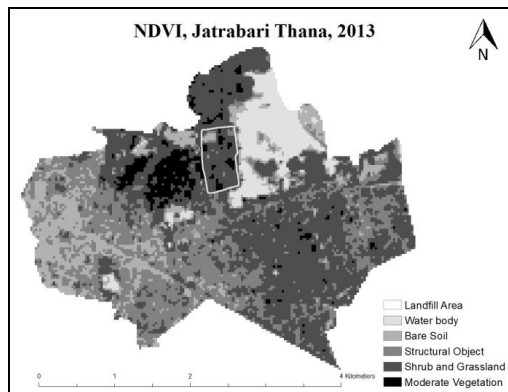 NDVI, Jatrabari Thana, 2013
N
Landfill Area
Water body
Bare Soil
Structural Object
Shrub and Grassland
Moderate Vegetation
0 1 2 4 Kilometers